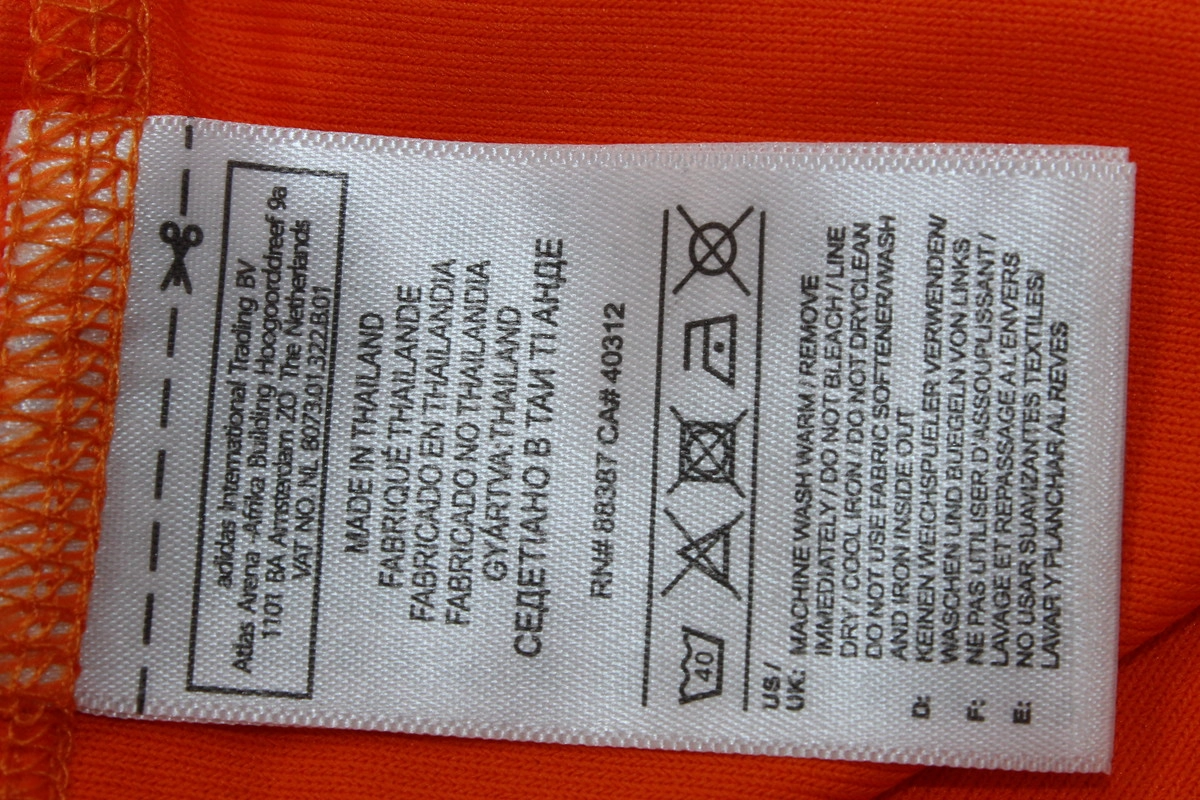 adidas International Trading BV
Atlas Arena -Afrika Building Hoogoorddreef 9a
1101 BA Amsterdam ZO The Netherlands
VAT NO. NL 8073.01.322.B.01
MADE IN THAILAND
FABRIQUÉ THAILANDE
FABRICADO EN THAILANDIA
FABRICADO NO THAILANDIA
GYÁRTVA:THAILAND
СЕДЕТІАНО В ТАИ ТІАНДЕ
RN# 88387 CA# 40312
40
US / UK: MACHINE WASH WARM / REMOVE
IMMEDIATELY / DO NOT BLEACH / LINE
DRY / COOL IRON / DO NOT DRYCLEAN
DO NOT USE FABRIC SOFTENER/WASH
AND IRON INSIDE OUT
D: KEINEN WEICHSPUELER VERWENDEN/
WASCHEN UND BUEGELN VON LINKS
F: NE PAS UTILISER D'ASSOUPLISSANT /
LAVAGE ET REPASSAGE A L'ENVERS
E: NO USAR SUAVIZANTES TEXTILES/
LAVAR Y PLANCHAR AL REVES